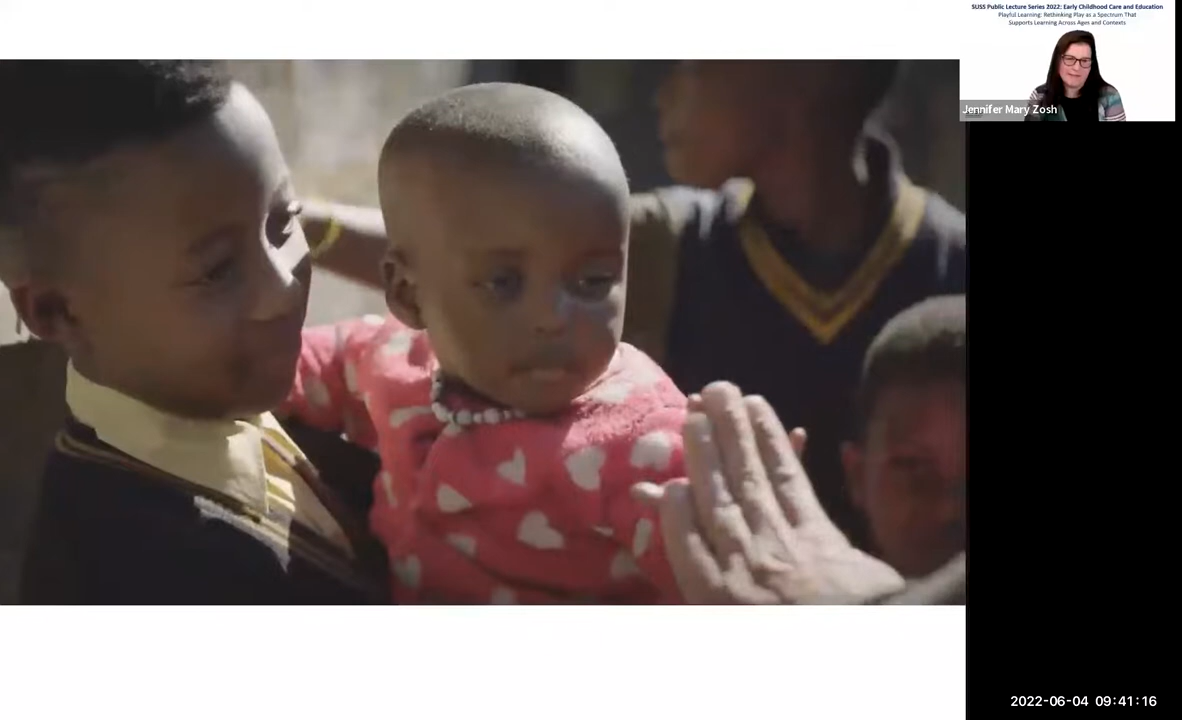 SUSS Public Lecture Series 2022: Early Childhood Care and Education
Playful Learning: Rethinking Play as a Spectrum That
Supports Learning Across Ages and Contexts
Jennifer Mary Zosh
2022-06-04 09:41:16